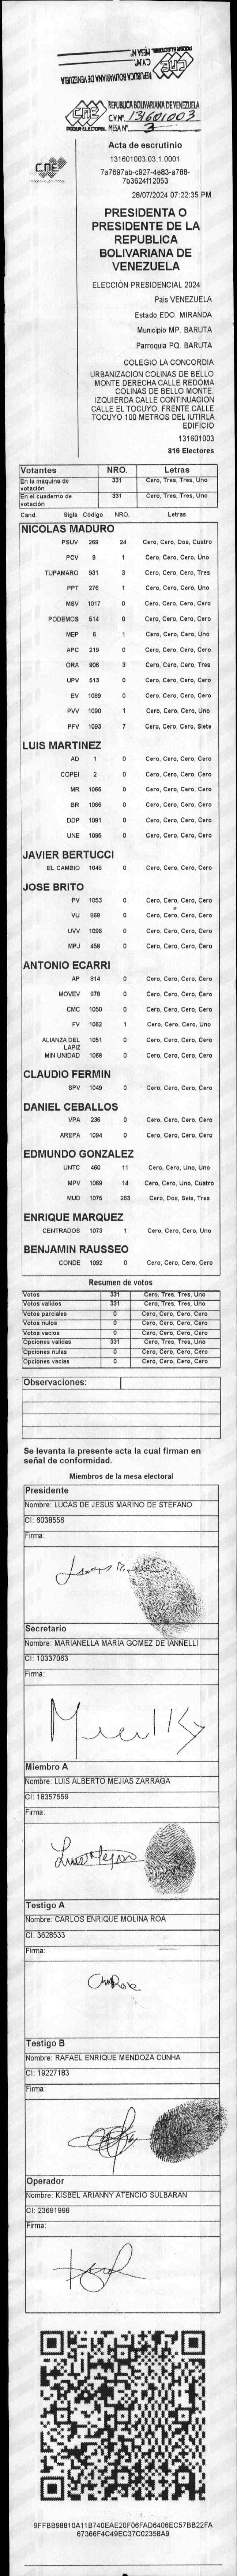 PODER ELECTORAL MESA Nº
CV Nº
REPUBLICA BOLIVARIANA DE VENEZUELA
CNE
REPUBLICA BOLIVARIANA DE VENEZUELA
CV Nº 131601003
PODER ELECTORAL MESA Nº 3
CNE
Acta de escrutinio
131601003.03.1.0001
7a7697ab-c927-4e83-a788-
7b3624f12053
28/07/2024 07:22:35 PM
PRESIDENTA O
PRESIDENTE DE LA
REPUBLICA
BOLIVARIANA DE
VENEZUELA
ELECCIÓN PRESIDENCIAL 2024
País VENEZUELA
Estado EDO. MIRANDA
Municipio MP. BARUTA
Parroquia PQ. BARUTA
COLEGIO LA CONCORDIA
URBANIZACION COLINAS DE BELLO
MONTE DERECHA CALLE REDOMA
COLINAS DE BELLO MONTE.
IZQUIERDA CALLE CONTINUACION
CALLE EL TOCUYO. FRENTE CALLE
TOCUYO 100 METROS DEL IUTIRLA
EDIFICIO
131601003
816 Electores
Votantes NRO. Letras
En la máquina de votación 331 Cero, Tres, Tres, Uno
En el cuaderno de votación 331 Cero, Tres, Tres, Uno
Cand. Sigla Código NRO. Letras
NICOLAS MADURO
PSUV 269 24 Cero, Cero, Dos, Cuatro
PCV 9 1 Cero, Cero, Cero, Uno
TUPAMARO 931 3 Cero, Cero, Cero, Tres
PPT 276 1 Cero, Cero, Cero, Uno
MSV 1017 0 Cero, Cero, Cero, Cero
PODEMOS 514 0 Cero, Cero, Cero, Cero
MEP 6 1 Cero, Cero, Cero, Uno
APC 219 0 Cero, Cero, Cero, Cero
ORA 906 3 Cero, Cero, Cero, Tres
UPV 513 0 Cero, Cero, Cero, Cero
EV 1089 0 Cero, Cero, Cero, Cero
PVV 1090 1 Cero, Cero, Cero, Uno
PFV 1093 7 Cero, Cero, Cero, Siete
LUIS MARTINEZ
AD 1 0 Cero, Cero, Cero, Cero
COPEI 2 0 Cero, Cero, Cero, Cero
MR 1065 0 Cero, Cero, Cero, Cero
BR 1066 0 Cero, Cero, Cero, Cero
DDP 1091 0 Cero, Cero, Cero, Cero
UNE 1095 0 Cero, Cero, Cero, Cero
JAVIER BERTUCCI
EL CAMBIO 1048 0 Cero, Cero, Cero, Cero
JOSE BRITO
PV 1053 0 Cero, Cero, Cero, Cero
VU 868 0 Cero, Cero, Cero, Cero
UVV 1096 0 Cero, Cero, Cero, Cero
MPJ 458 0 Cero, Cero, Cero, Cero
ANTONIO ECARRI
AP 814 0 Cero, Cero, Cero, Cero
MOVEV 878 0 Cero, Cero, Cero, Cero
CMC 1050 0 Cero, Cero, Cero, Cero
FV 1062 1 Cero, Cero, Cero, Uno
ALIANZA DEL LAPIZ 1051 0 Cero, Cero, Cero, Cero
MIN UNIDAD 1068 0 Cero, Cero, Cero, Cero
CLAUDIO FERMIN
SPV 1049 0 Cero, Cero, Cero, Cero
DANIEL CEBALLOS
VPA 236 0 Cero, Cero, Cero, Cero
AREPA 1094 0 Cero, Cero, Cero, Cero
EDMUNDO GONZALEZ
UNTC 460 11 Cero, Cero, Uno, Uno
MPV 1069 14 Cero, Cero, Uno, Cuatro
MUD 1075 263 Cero, Dos, Seis, Tres
ENRIQUE MARQUEZ
CENTRADOS 1073 1 Cero, Cero, Cero, Uno
BENJAMIN RAUSSEO
CONDE 1092 0 Cero, Cero, Cero, Cero
Resumen de votos
Votos 331 Cero, Tres, Tres, Uno
Votos validos 331 Cero, Tres, Tres, Uno
Votos parciales 0 Cero, Cero, Cero, Cero
Votos nulos 0 Cero, Cero, Cero, Cero
Votos vacios 0 Cero, Cero, Cero, Cero
Opciones validas 331 Cero, Tres, Tres, Uno
Opciones nulas 0 Cero, Cero, Cero, Cero
Opciones vacias 0 Cero, Cero, Cero, Cero
Observaciones:
Se levanta la presente acta la cual firman en
señal de conformidad.
Miembros de la mesa electoral
Presidente
Nombre: LUCAS DE JESUS MARINO DE STEFANO
CI: 6038556
Firma:
Secretario
Nombre: MARIANELLA MARIA GOMEZ DE IANNELLI
CI: 10337063
Firma:
Miembro A
Nombre: LUIS ALBERTO MEJIAS ZARRAGA
CI: 18357559
Firma:
Luis Mejias
Testigo A
Nombre: CARLOS ENRIQUE MOLINA ROA
CI: 3628533
Firma:
Testigo B
Nombre: RAFAEL ENRIQUE MENDOZA CUNHA
CI: 19227183
Firma:
Operador
Nombre: KISBEL ARIANNY ATENCIO SULBARAN
CI: 23691998
Firma:
9FFBB98810A11B740EAE20F06FAD6406EC57BB22FA
67366F4C49EC37C02358A9